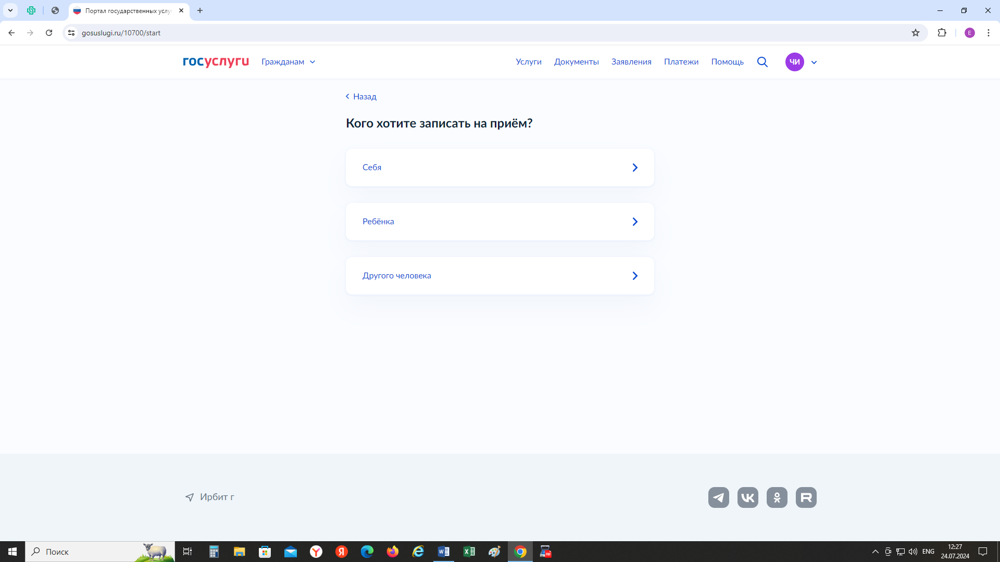 Портал государственных услу
gosuslugi.ru/10700/start
E
госуслуги
Гражданам
Услуги
Документы
Заявления
Платежи
Помощь
ЧИ
Назад
Кого хотите записать на приём?
Себя
Ребёнка
Другого человека
Ирбит г
Поиск
ENG
12:27
24.07.2024